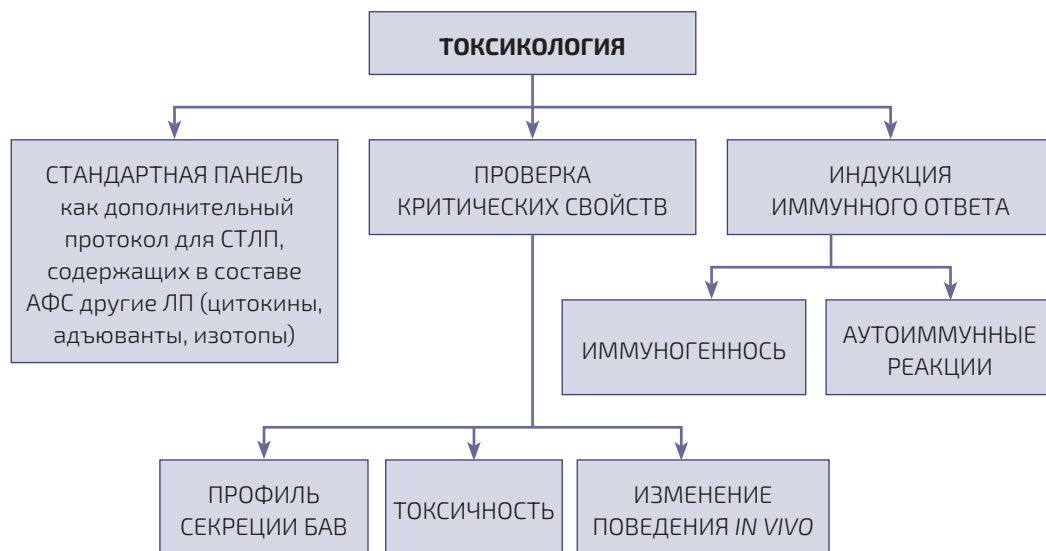 ТОКСИКОЛОГИЯ
СТАНДАРТНАЯ ПАНЕЛЬ
как дополнительный
протокол для СТЛП,
содержащих в составе
АФС другие ЛП (цитокины,
адъюванты, изотопы)
ПРОВЕРКА
КРИТИЧЕСКИХ СВОЙСТВ
ИНДУКЦИЯ
ИММУННОГО ОТВЕТА
ИММУНОГЕННОСЬ
АУТОИММУННЫЕ
РЕАКЦИИ
ПРОФИЛЬ
СЕКРЕЦИИ БАВ
ТОКСИЧНОСТЬ
ИЗМЕНЕНИЕ
ПОВЕДЕНИЯ IN VIVO